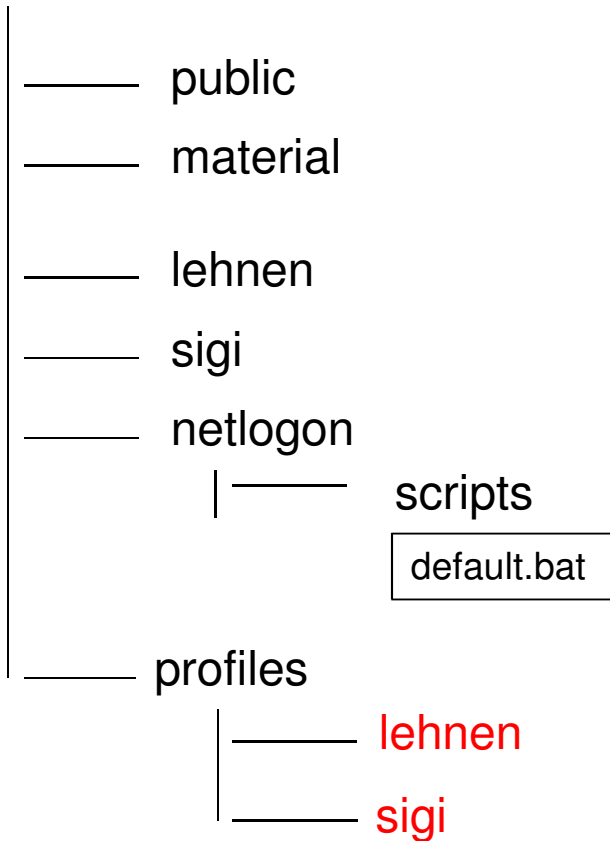 public
material
lehnen
sigi
netlogon
scripts
default.bat
profiles
lehnen
sigi